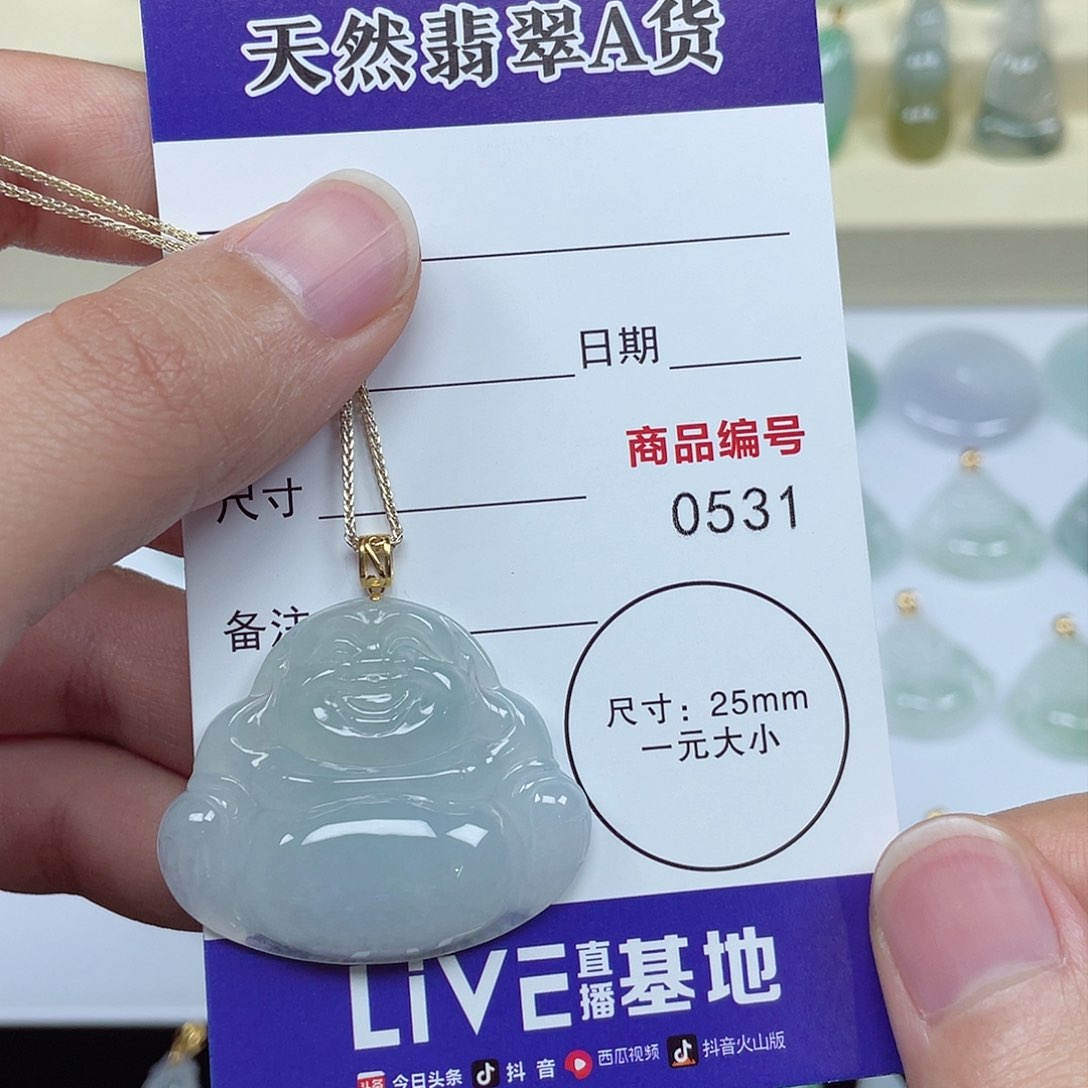 天然翡翠A货
日期
商品编号
尺寸
0531
备注
尺寸：25mm
一元大小
LiVE直播基地
头条 今日头条 抖音 西瓜视频 抖音火山版